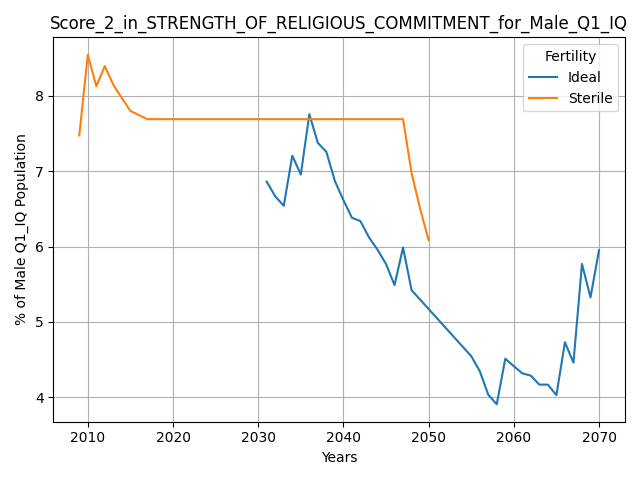 Score_2_in_STRENGTH_OF_RELIGIOUS_COMMITMENT_for_Male_Q1_IQ
Fertility
Ideal
Sterile
% of Male Q1_IQ Population
8
7
6
5
4
2010 2020 2030 2040 2050 2060 2070
Years